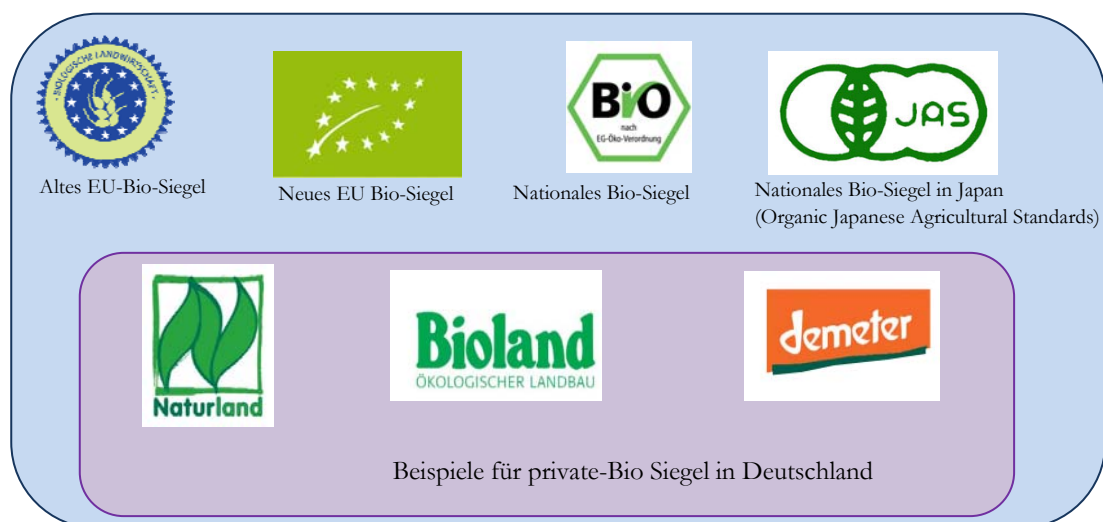 · BIOLOGISCHE LANDWIRTSCHAFT ·
Altes EU-Bio-Siegel
Neues EU Bio-Siegel
BiO
nach
EG-Öko-Verordnung
Nationales Bio-Siegel
JAS
Nationales Bio-Siegel in Japan
(Organic Japanese Agricultural Standards)
Naturland
Bioland
ÖKOLOGISCHER LANDBAU
demeter
Beispiele für private-Bio Siegel in Deutschland